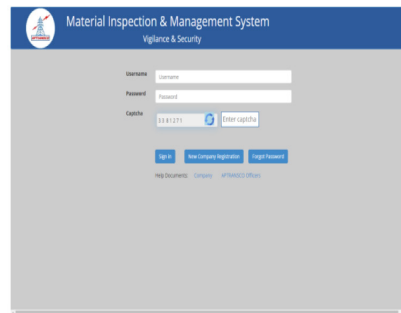 Material Inspection & Management System
Vigilance & Security
Username
Username
Password
Password
Captcha
Enter captcha
Sign in
New Company Registration
Forgot Password
Help Documents
Company
APTRANSCO Officers